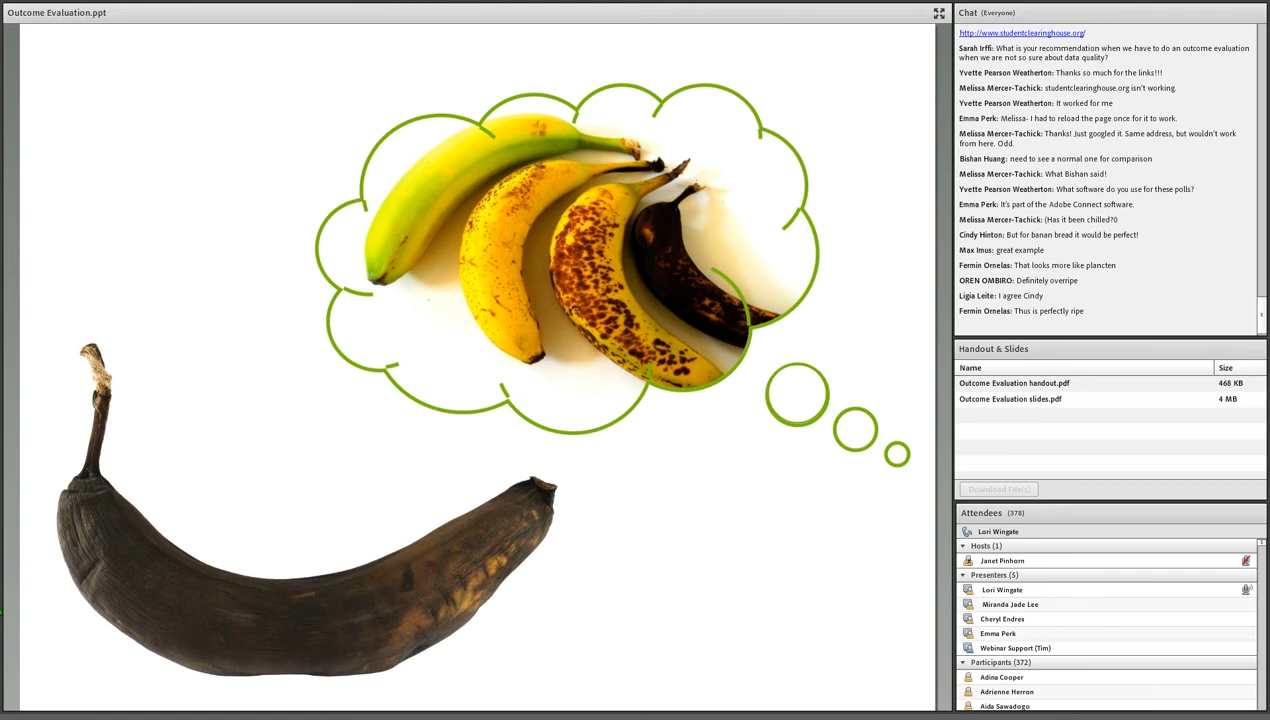 Outcome Evaluation.ppt
Chat (Everyone)
http://www.studentclearinghouse.org/
Sarah Irffi: What is your recommendation when we have to do an outcome evaluation
when we are not so sure about data quality?
Yvette Pearson Weatherton: Thanks so much for the links!!!
Melissa Mercer-Tachick: studentclearinghouse.org isn't working.
Yvette Pearson Weatherton: It worked for me
Emma Perk: Melissa- I had to reload the page once for it to work.
Melissa Mercer-Tachick: Thanks! Just googled it. Same address, but wouldn't work
from here. Odd.
Bishan Huang: need to see a normal one for comparison
Melissa Mercer-Tachick: What Bishan said!
Yvette Pearson Weatherton: What software do you use for these polls?
Emma Perk: It's part of the Adobe Connect software.
Melissa Mercer-Tachick: (Has it been chilled?0
Cindy Hinton: But for banan bread it would be perfect!
Max Imus: great example
Fermin Ornelas: That looks more like plancten
OREN OMBIRO: Definitely overripe
Ligia Leite: I agree Cindy
Fermin Ornelas: Thus is perfectly ripe
Handout & Slides
Name Size
Outcome Evaluation handout.pdf 468 KB
Outcome Evaluation slides.pdf 4 MB
Download File(s)
Attendees (378)
Lori Wingate
Hosts (1)
Janet Pinhorn
Presenters (5)
Lori Wingate
Miranda Jade Lee
Cheryl Endres
Emma Perk
Webinar Support (Tim)
Participants (372)
Adina Cooper
Adrienne Herron
Aida Sawadogo